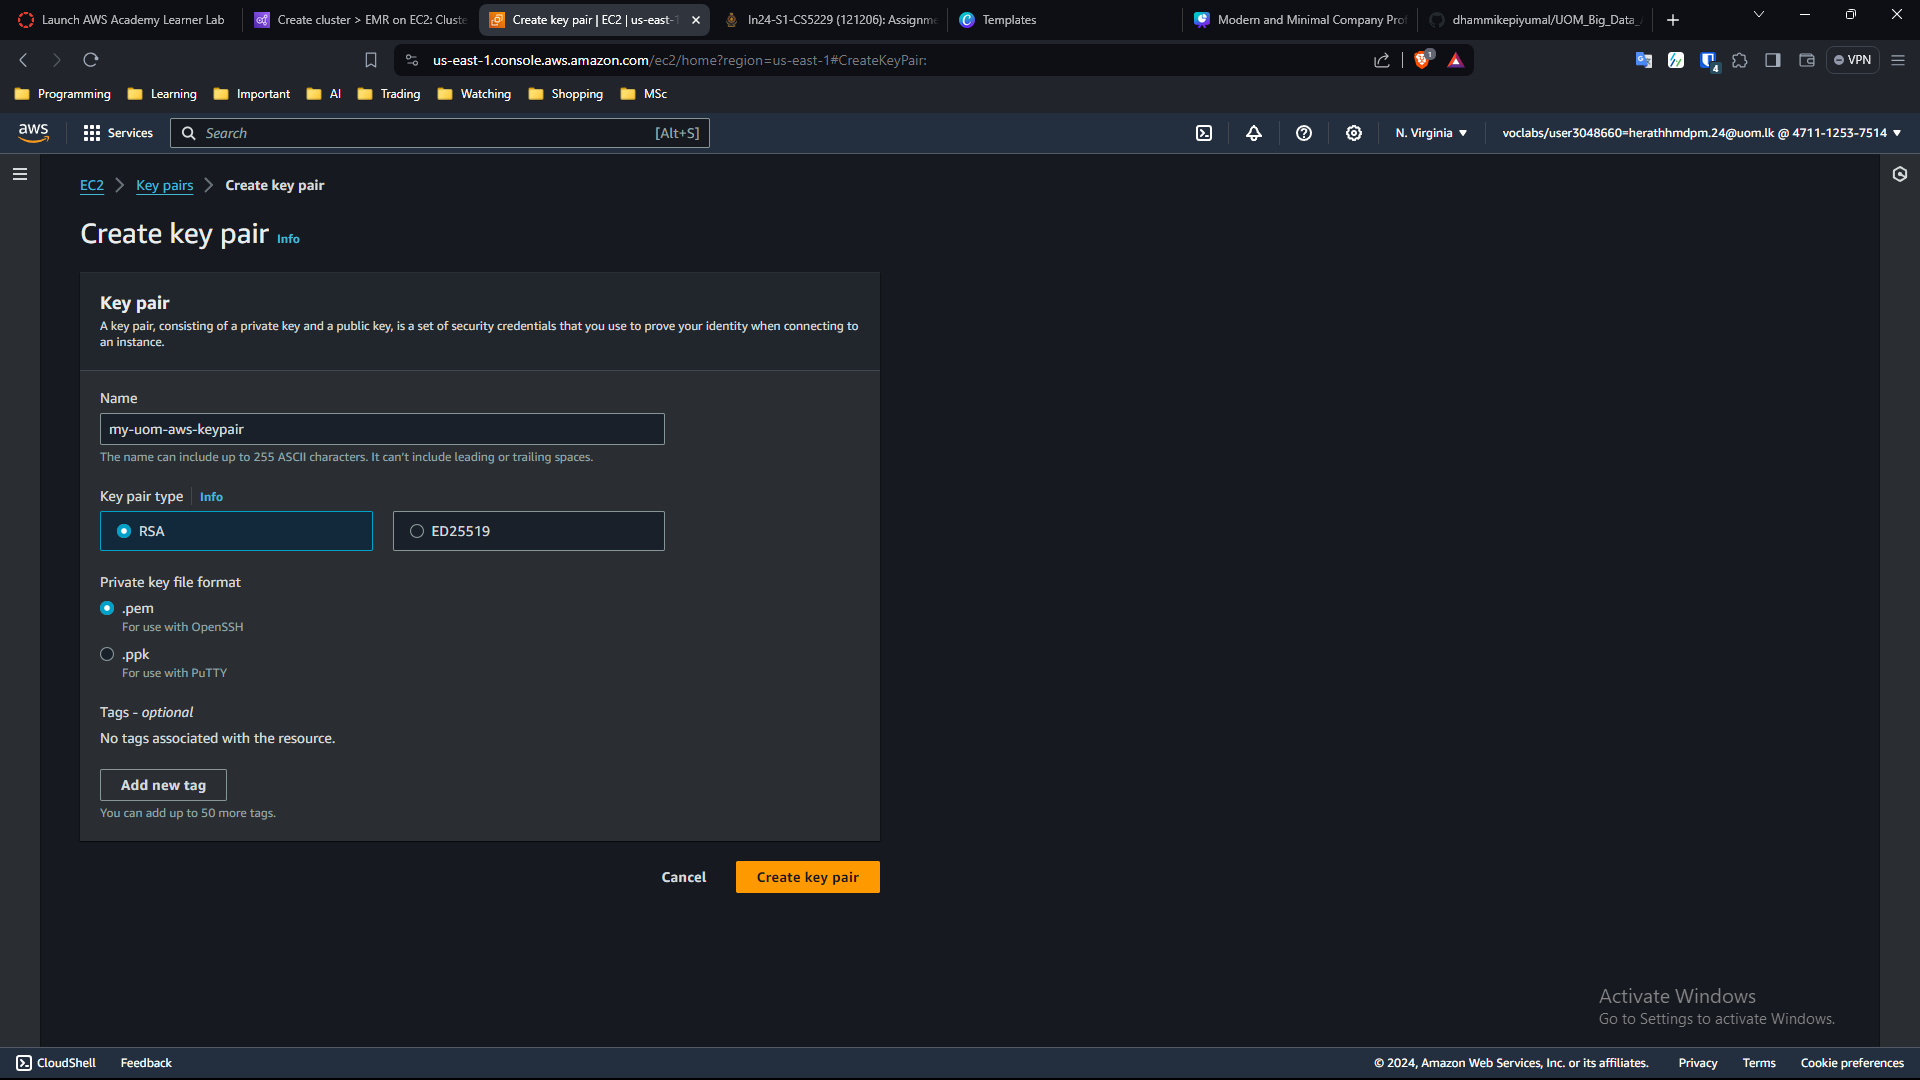 Launch AWS Academy Learner Lab
Create cluster > EMR on EC2: Cluste
Create key pair | EC2 | us-east-1
In24-S1-CS5229 (121206): Assignme
Templates
Modern and Minimal Company Prof
dhammikepiyumal/UOM_Big_Data_
us-east-1.console.aws.amazon.com/ec2/home?region=us-east-1#CreateKeyPair:
1
4
VPN
Programming
Learning
Important
AI
Trading
Watching
Shopping
MSc
aws
Services
Search
[Alt+S]
N. Virginia
voclabs/user3048660=herathhmdpm.24@uom.lk @ 4711-1253-7514
EC2
Key pairs
Create key pair
Create key pair Info
Key pair
A key pair, consisting of a private key and a public key, is a set of security credentials that you use to prove your identity when connecting to
an instance.
Name
my-uom-aws-keypair
The name can include up to 255 ASCII characters. It can't include leading or trailing spaces.
Key pair type Info
RSA
ED25519
Private key file format
.pem
For use with OpenSSH
.ppk
For use with PuTTY
Tags - optional
No tags associated with the resource.
Add new tag
You can add up to 50 more tags.
Cancel
Create key pair
Activate Windows
Go to Settings to activate Windows.
CloudShell
Feedback
© 2024, Amazon Web Services, Inc. or its affiliates.
Privacy
Terms
Cookie preferences